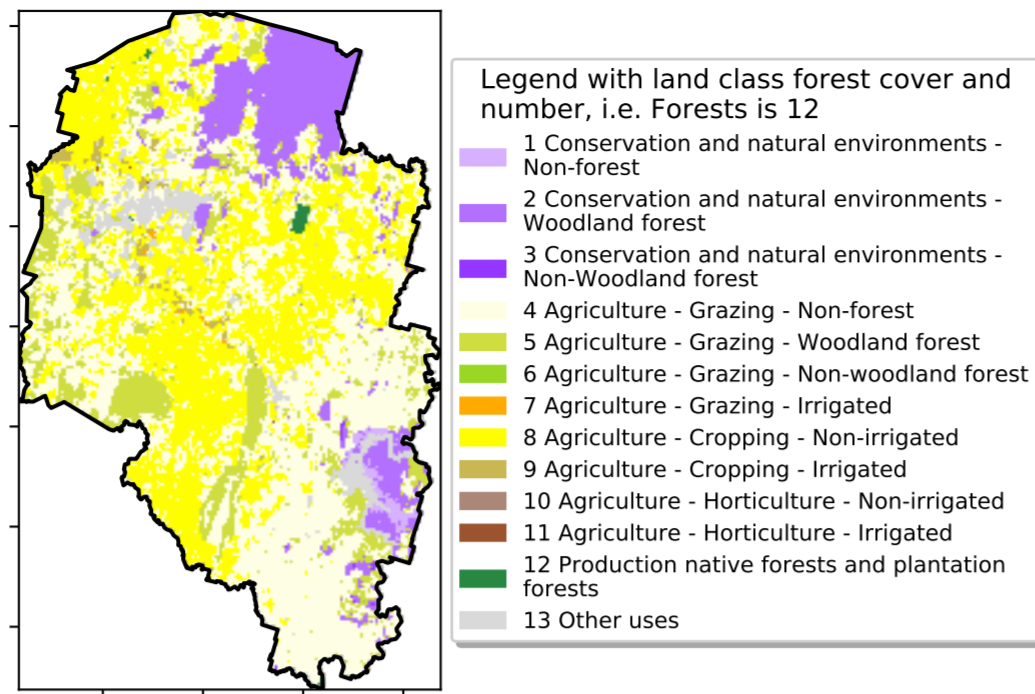 Legend with land class forest cover and
number, i.e. Forests is 12
1 Conservation and natural environments -
Non-forest
2 Conservation and natural environments -
Woodland forest
3 Conservation and natural environments -
Non-Woodland forest
4 Agriculture - Grazing - Non-forest
5 Agriculture - Grazing - Woodland forest
6 Agriculture - Grazing - Non-woodland forest
7 Agriculture - Grazing - Irrigated
8 Agriculture - Cropping - Non-irrigated
9 Agriculture - Cropping - Irrigated
10 Agriculture - Horticulture - Non-irrigated
11 Agriculture - Horticulture - Irrigated
12 Production native forests and plantation
forests
13 Other uses